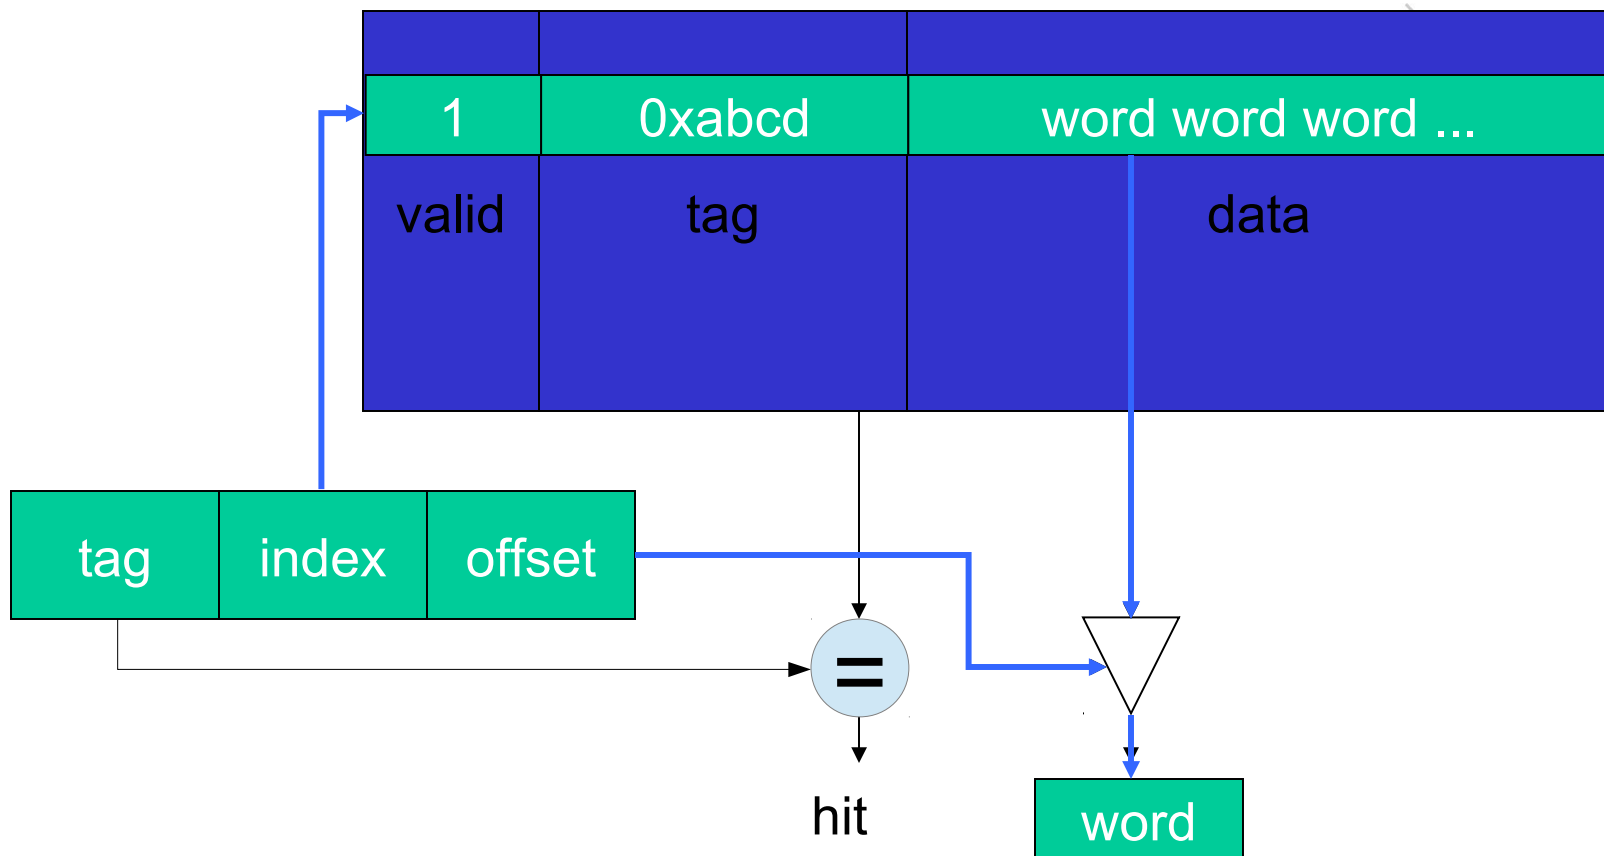 1 0xabcd word word word ...
valid tag data
tag index offset
=
hit
word